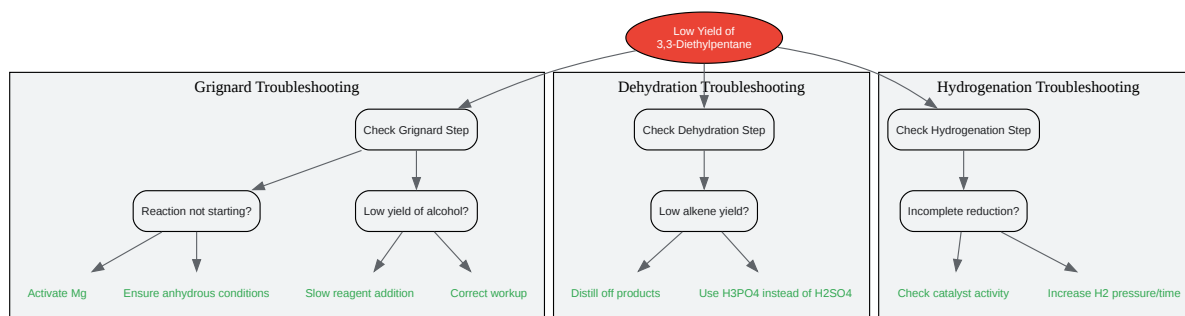 Low Yield of
3,3-Diethylpentane
Grignard Troubleshooting
Dehydration Troubleshooting
Hydrogenation Troubleshooting
Check Grignard Step
Check Dehydration Step
Check Hydrogenation Step
Reaction not starting?
Low yield of alcohol?
Low alkene yield?
Incomplete reduction?
Activate Mg
Ensure anhydrous conditions
Slow reagent addition
Correct workup
Distill off products
Use H3PO4 instead of H2SO4
Check catalyst activity
Increase H2 pressure/time